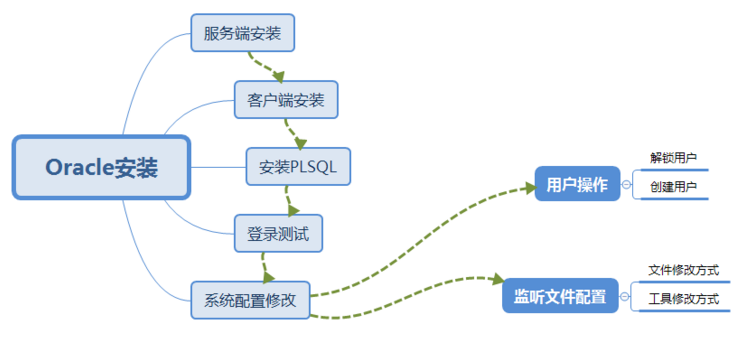 服务端安装
客户端安装
Oracle安装
安装PLSQL
登录测试
系统配置修改
用户操作
解锁用户
创建用户
监听文件配置
文件修改方式
工具修改方式